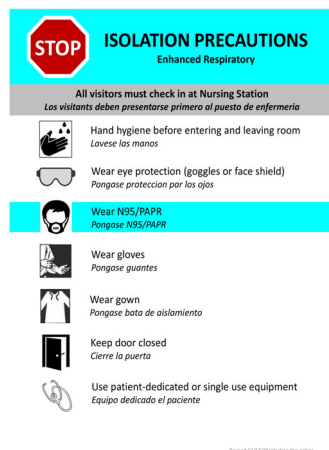 STOP
ISOLATION PRECAUTIONS
Enhanced Respiratory
All visitors must check in at Nursing Station
Los visitants deben presentarse primero al puesto de enfermeria
Hand hygiene before entering and leaving room
Lavese las manos
Wear eye protection (goggles or face shield)
Pongase proteccion par los ojos
Wear N95/PAPR
Pongase N95/PAPR
Wear gloves
Pongase guantes
Wear gown
Pongase bata de aislamiento
Keep door closed
Cierre la puerta
Use patient-dedicated or single use equipment
Equipo dedicado el paciente